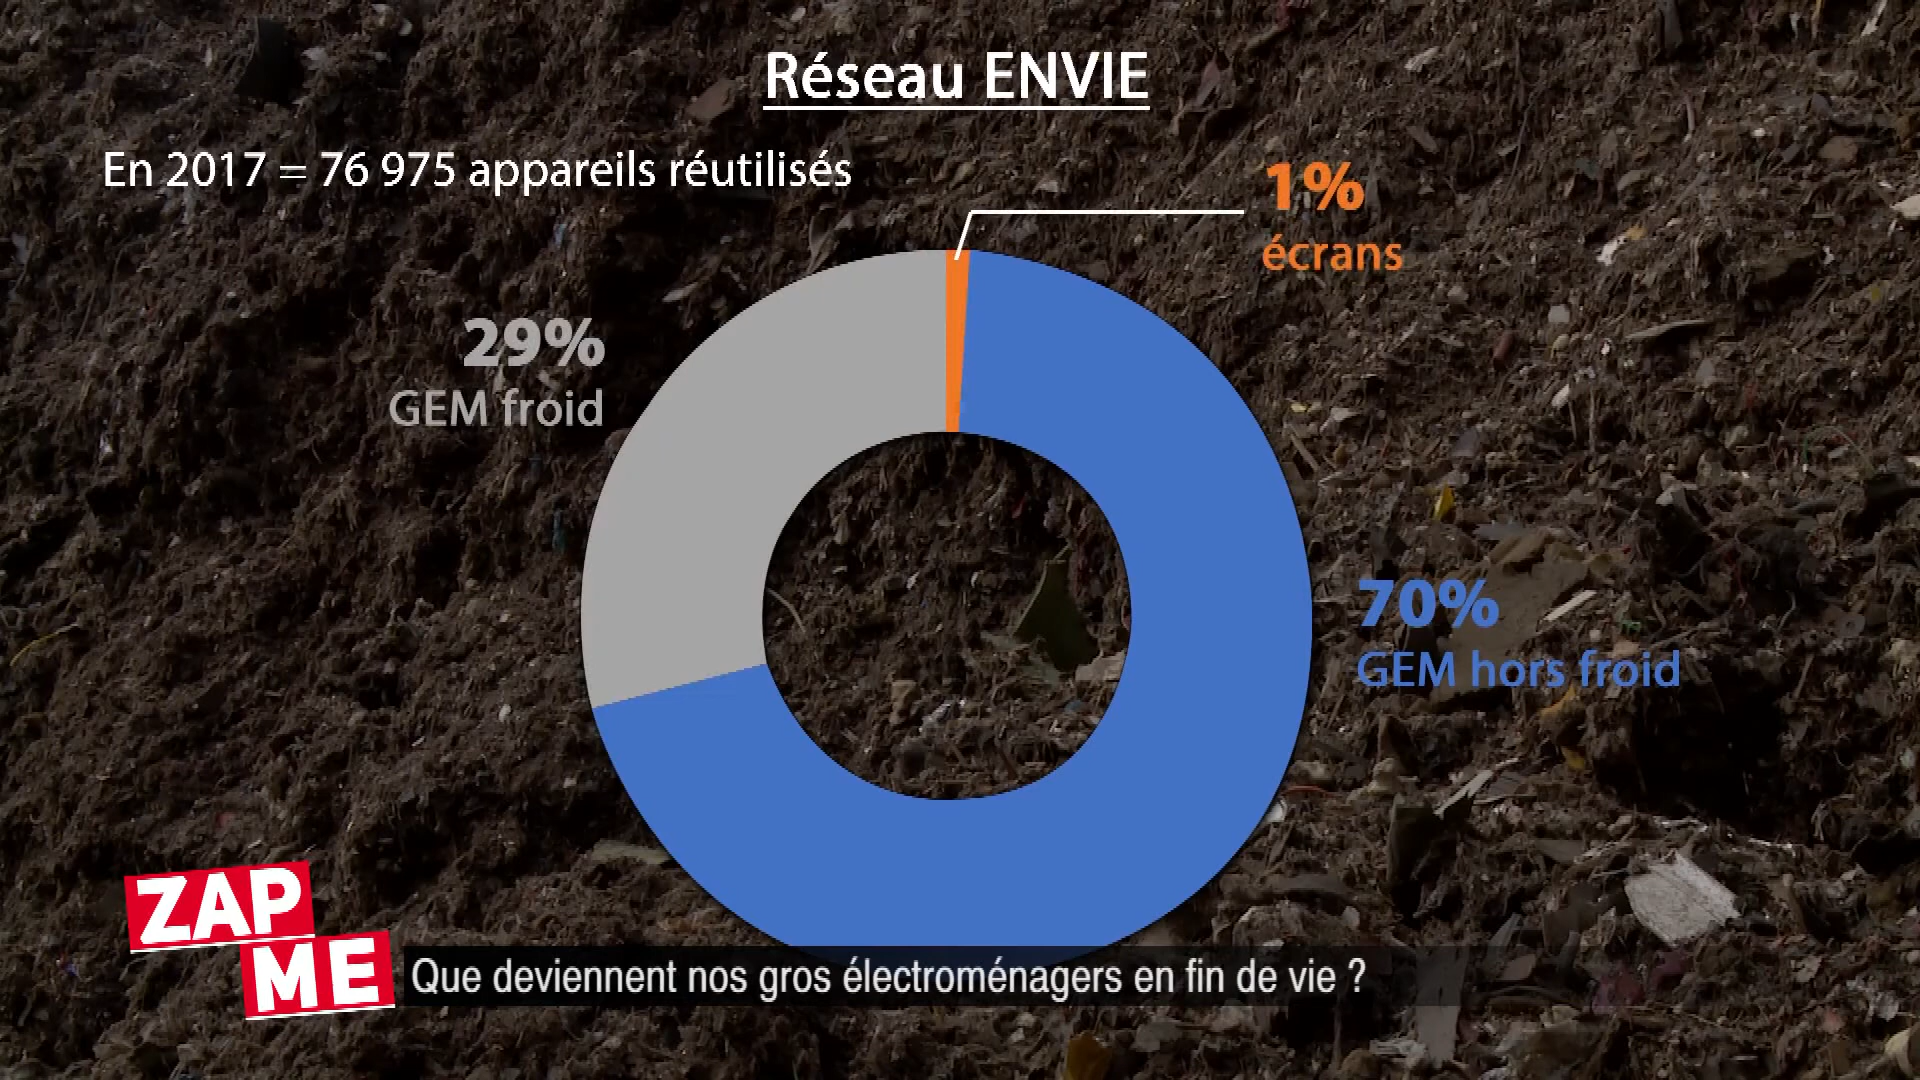 Réseau ENVIE
En 2017 = 76 975 appareils réutilisés
1%
écrans
29%
GEM froid
70%
GEM hors froid
ZAP
ME
Que deviennent nos gros électroménagers en fin de vie ?